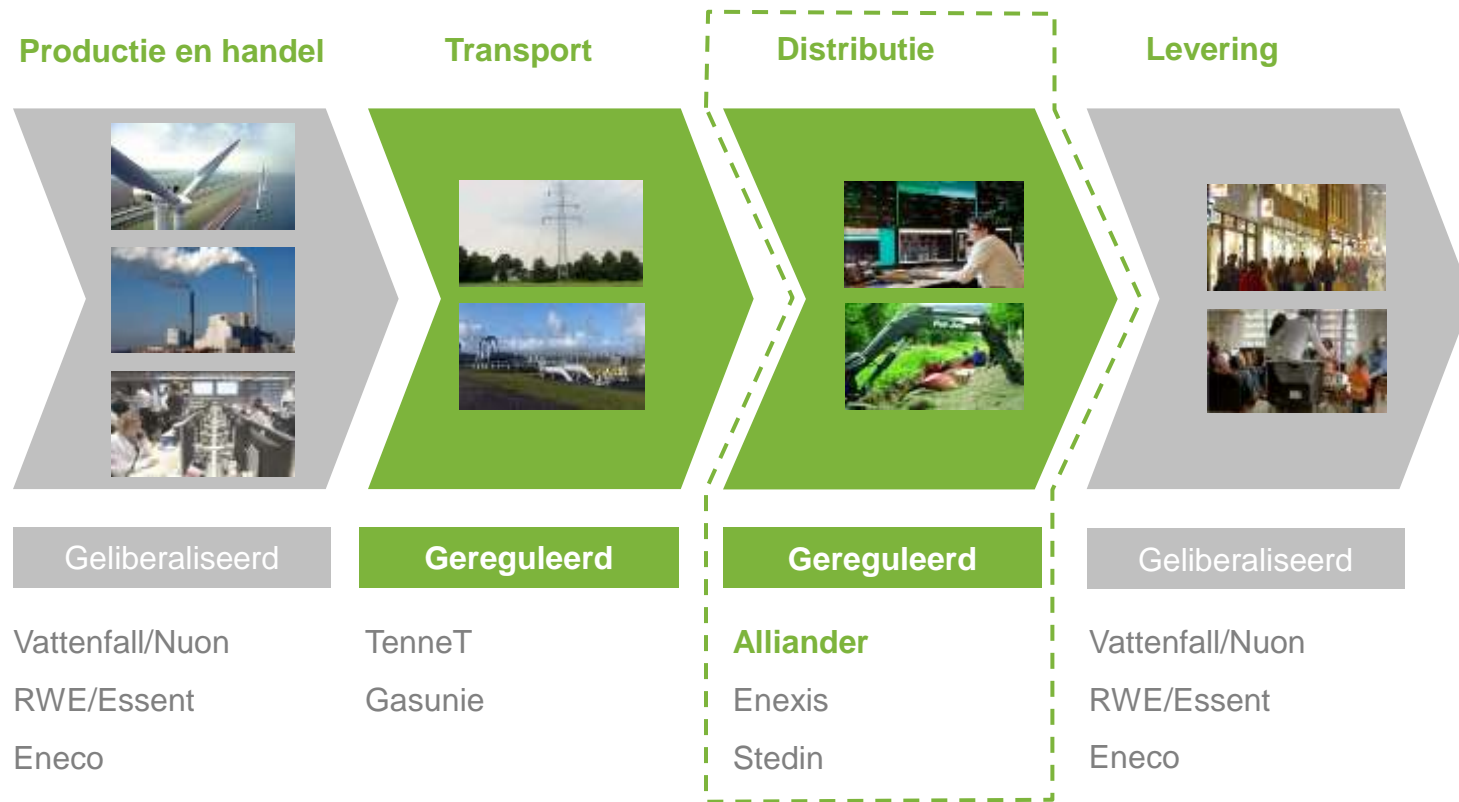 Productie en handel
Transport
Distributie
Levering
Geliberaliseerd
Gereguleerd
Gereguleerd
Geliberaliseerd
Vattenfall/Nuon
TenneT
Alliander
Vattenfall/Nuon
RWE/Essent
Gasunie
Enexis
RWE/Essent
Eneco
Stedin
Eneco